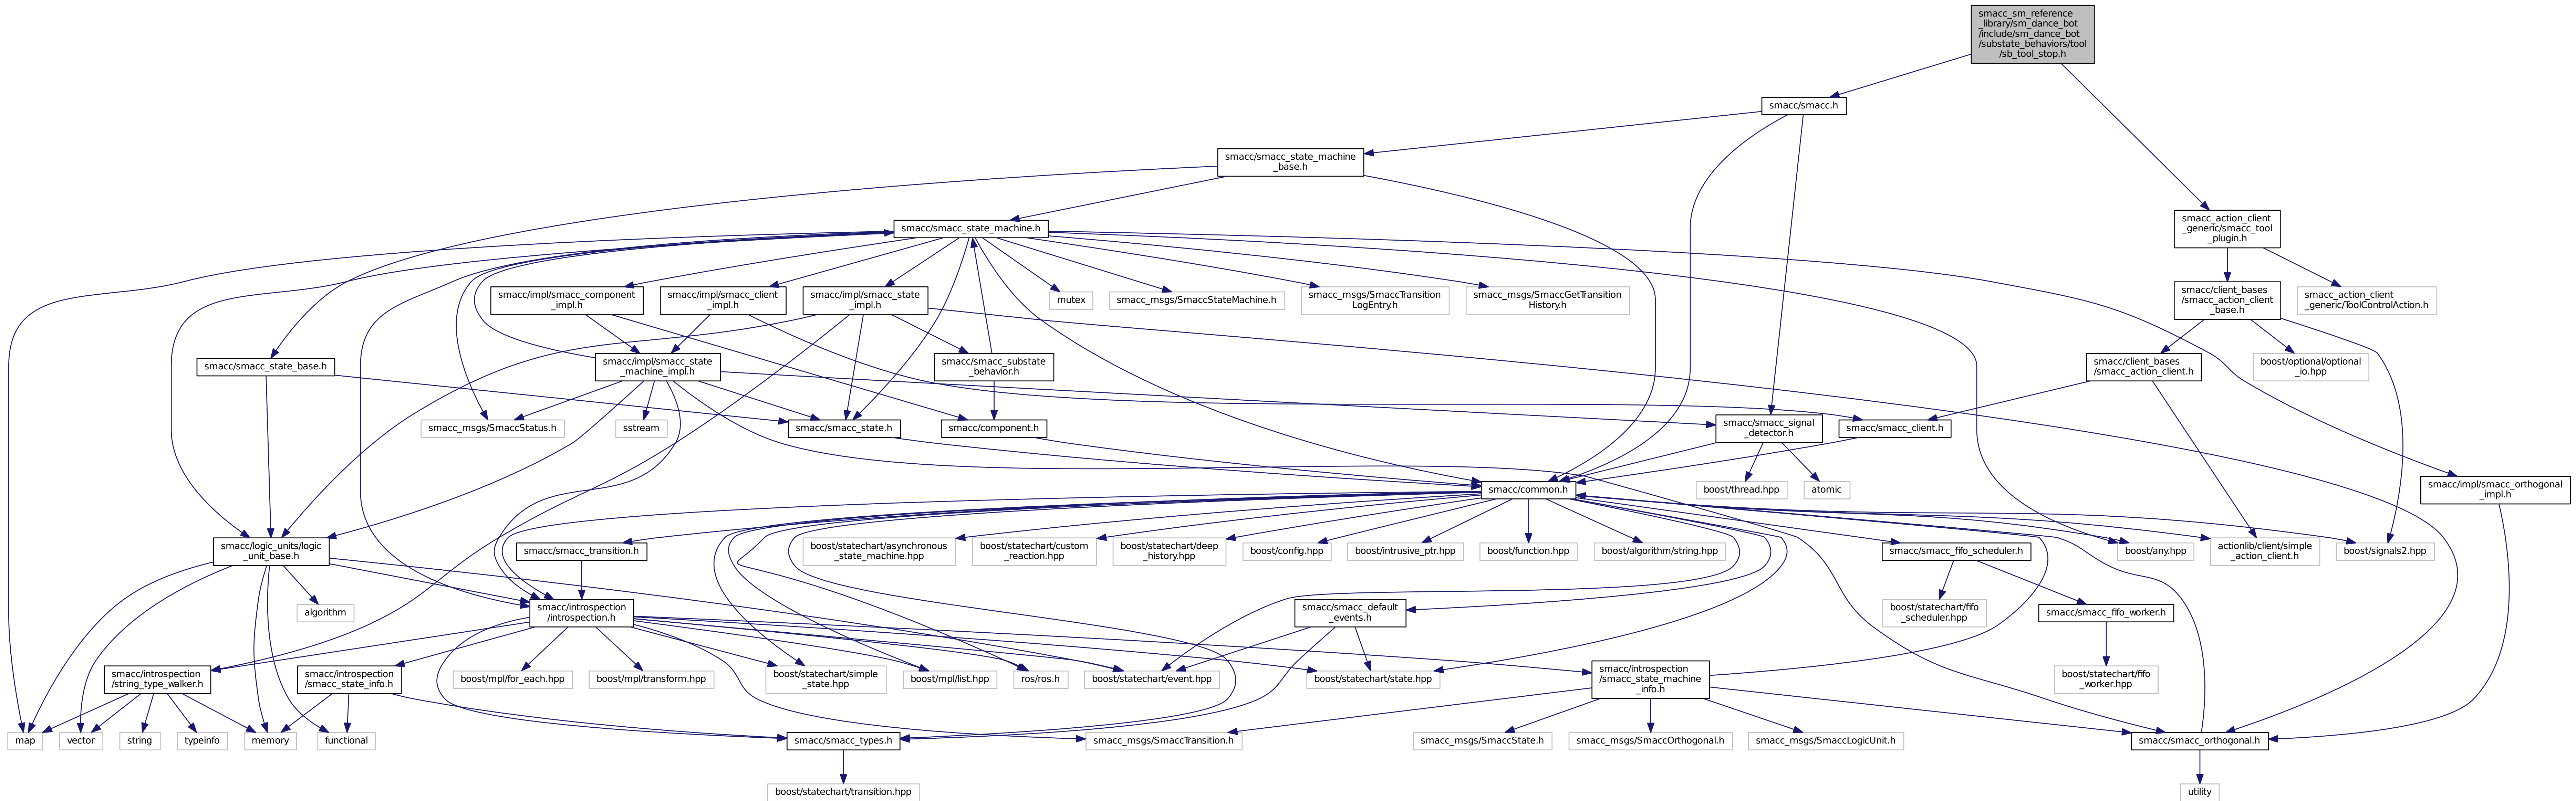 smacc_sm_reference
_library/sm_dance_bot
/include/sm_dance_bot
/substate_behaviors/tool
/sb_tool_stop.h
smacc/smacc.h
smacc/smacc_state_machine
_base.h
smacc_action_client
_generic/smacc_tool
_plugin.h
smacc/smacc_state_machine.h
smacc/impl/smacc_component
_impl.h
smacc/impl/smacc_client
_impl.h
smacc/impl/smacc_state
_impl.h
mutex
smacc_msgs/SmaccStateMachine.h
smacc_msgs/SmaccTransition
LogEntry.h
smacc_msgs/SmaccGetTransition
History.h
smacc/client_bases
/smacc_action_client
_base.h
smacc_action_client
_generic/ToolControlAction.h
smacc/smacc_state_base.h
smacc/impl/smacc_state
_machine_impl.h
smacc/smacc_substate
_behavior.h
smacc/client_bases
/smacc_action_client.h
boost/optional/optional
_io.hpp
smacc_msgs/SmaccStatus.h
sstream
smacc/smacc_state.h
smacc/component.h
smacc/smacc_signal
_detector.h
smacc/smacc_client.h
smacc/common.h
boost/thread.hpp
atomic
smacc/impl/smacc_orthogonal
_impl.h
smacc/logic_units/logic
_unit_base.h
smacc/smacc_transition.h
boost/statechart/asynchronous
_state_machine.hpp
boost/statechart/custom
_reaction.hpp
boost/statechart/deep
_history.hpp
boost/config.hpp
boost/intrusive_ptr.hpp
boost/function.hpp
boost/algorithm/string.hpp
smacc/smacc_fifo_scheduler.h
boost/any.hpp
actionlib/client/simple
_action_client.h
boost/signals2.hpp
algorithm
smacc/introspection
/introspection.h
smacc/smacc_default
_events.h
boost/statechart/fifo
_scheduler.hpp
smacc/smacc_fifo_worker.h
smacc/introspection
/string_type_walker.h
smacc/introspection
/smacc_state_info.h
boost/mpl/for_each.hpp
boost/mpl/transform.hpp
boost/statechart/simple
_state.hpp
boost/mpl/list.hpp
ros/ros.h
boost/statechart/event.hpp
boost/statechart/state.hpp
smacc/introspection
/smacc_state_machine
_info.h
boost/statechart/fifo
_worker.hpp
map
vector
string
typeinfo
memory
functional
smacc/smacc_types.h
smacc_msgs/SmaccTransition.h
smacc_msgs/SmaccState.h
smacc_msgs/SmaccOrthogonal.h
smacc_msgs/SmaccLogicUnit.h
smacc/smacc_orthogonal.h
boost/statechart/transition.hpp
utility